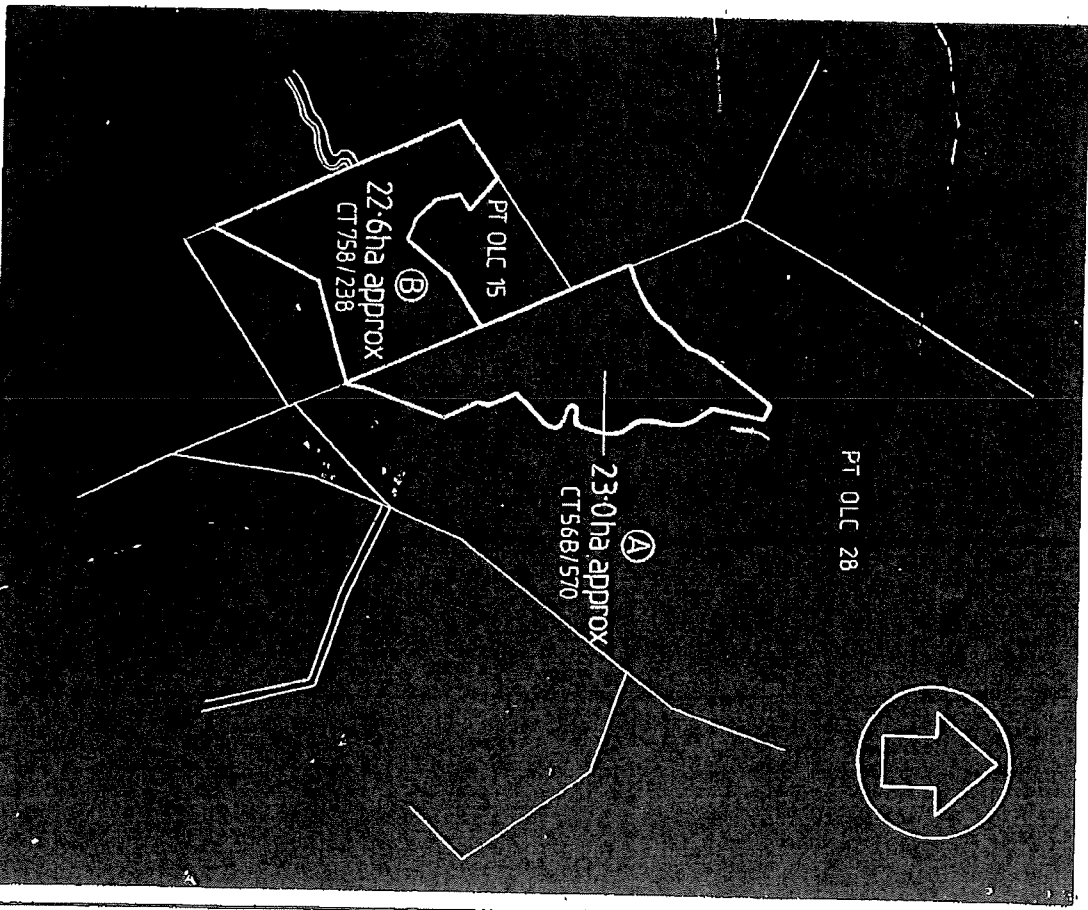 PT OLC 28
Ⓐ
23·0ha approx
CT568/570
PT OLC 15
Ⓑ
22·6ha approx
CT758/238